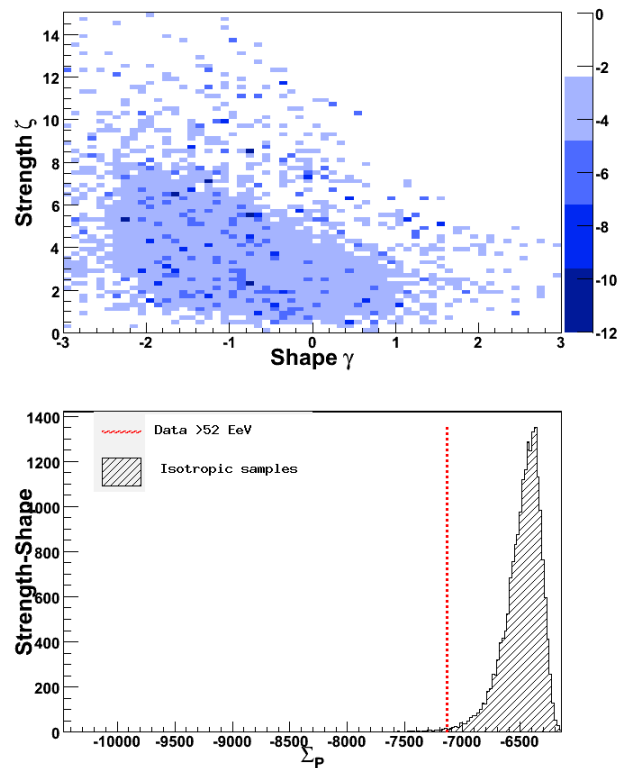 14
12
10
8
6
4
2
0
Strength ζ
-3 -2 -1 0 1 2 3
Shape γ
0
-2
-4
-6
-8
-10
-12
1400
1200
1000
800
600
400
200
0
Strength-Shape
Data >52 EeV
Isotropic samples
-10000 -9500 -9000 -8500 -8000 -7500 -7000 -6500
Σ_P